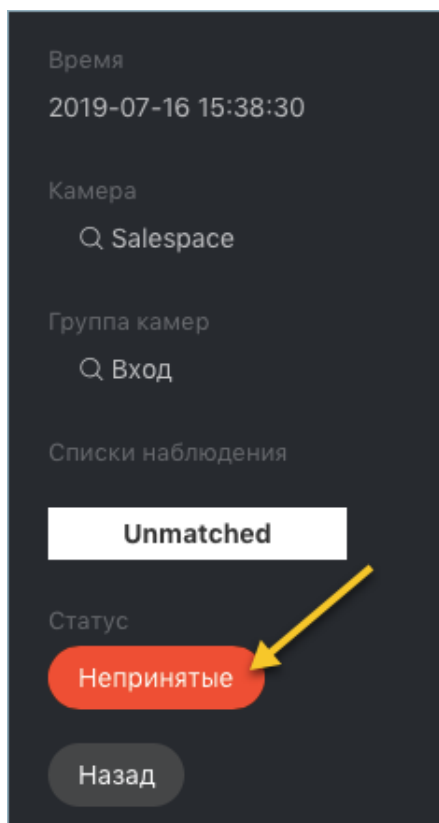 Время
2019-07-16 15:38:30
Камера
Salespace
Группа камер
Вход
Списки наблюдения
Unmatched
Статус
Непринятые
Назад